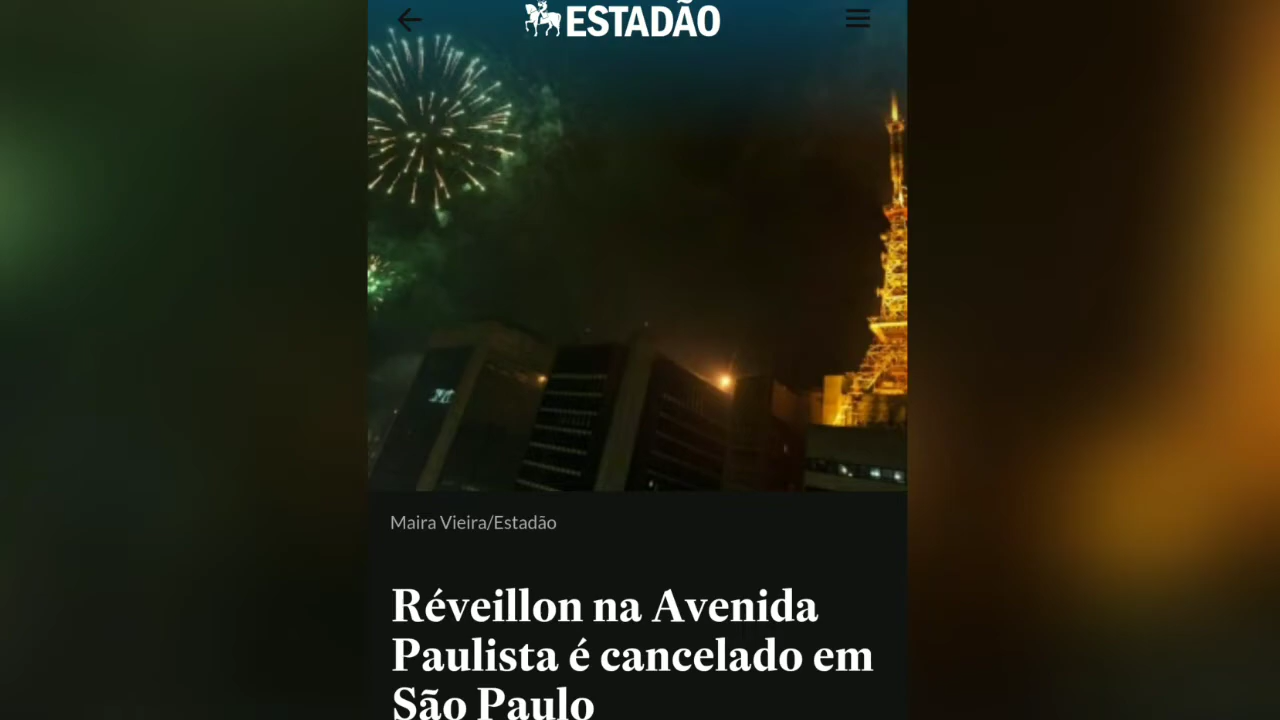 ESTADÃO
Maira Vieira/Estadão
Réveillon na Avenida
Paulista é cancelado em
São Paulo